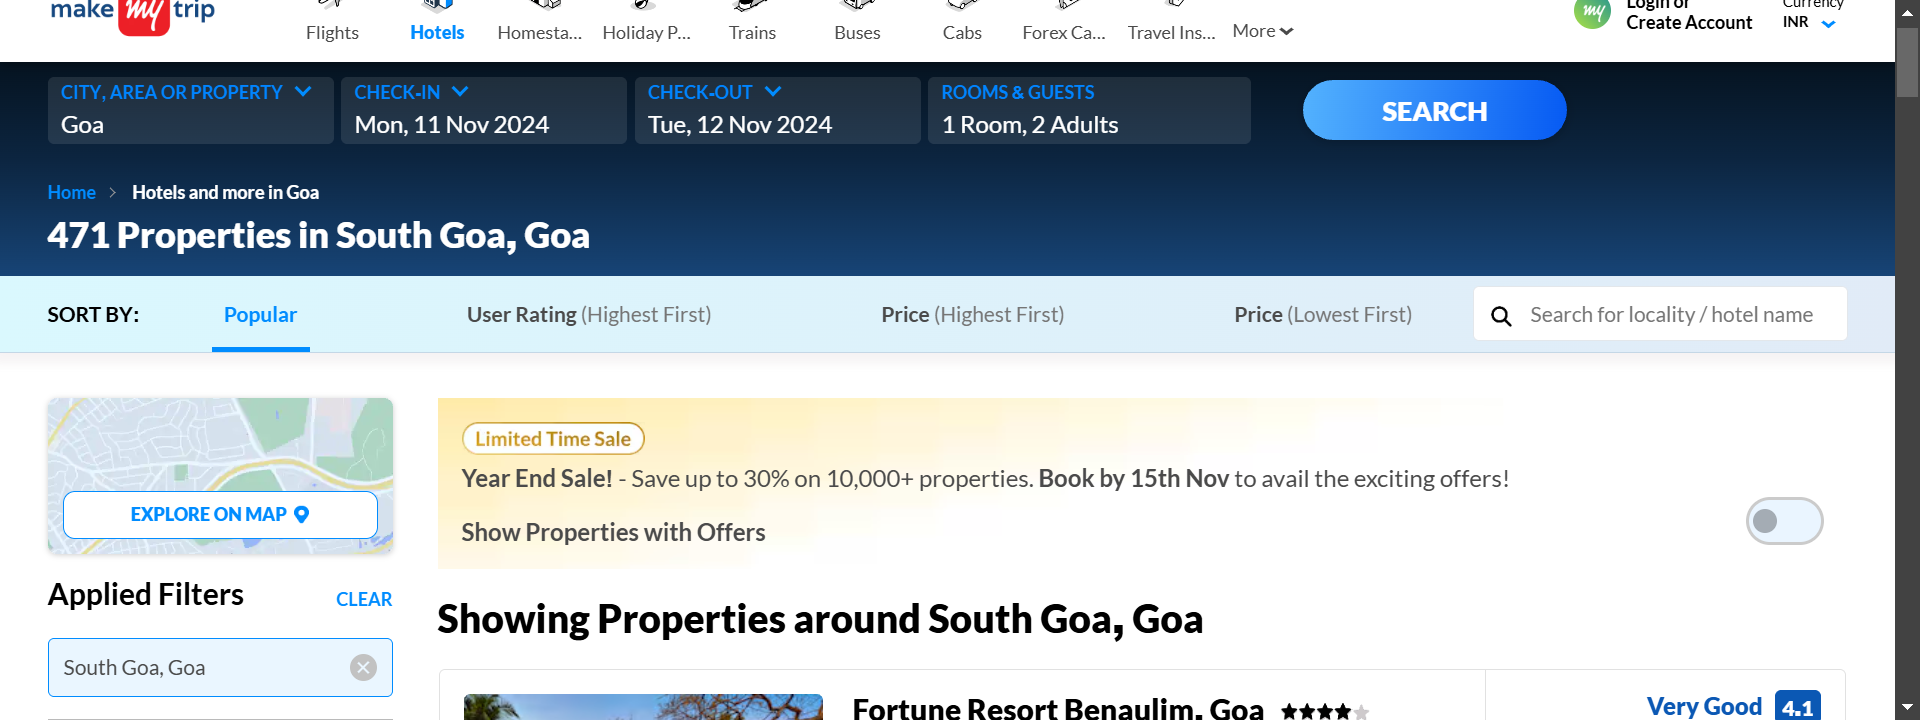 make my trip
Flights
Hotels
Homesta...
Holiday P...
Trains
Buses
Cabs
Forex Ca...
Travel Ins...
More
my
Login or
Create Account
Currency
INR
CITY, AREA OR PROPERTY
Goa
CHECK-IN
Mon, 11 Nov 2024
CHECK-OUT
Tue, 12 Nov 2024
ROOMS & GUESTS
1 Room, 2 Adults
SEARCH
Home
Hotels and more in Goa
471 Properties in South Goa, Goa
SORT BY:
Popular
User Rating (Highest First)
Price (Highest First)
Price (Lowest First)
Search for locality / hotel name
EXPLORE ON MAP
Limited Time Sale
Year End Sale! - Save up to 30% on 10,000+ properties. Book by 15th Nov to avail the exciting offers!
Show Properties with Offers
Applied Filters
CLEAR
South Goa, Goa
Showing Properties around South Goa, Goa
Fortune Resort Benaulim, Goa
Very Good 4.1